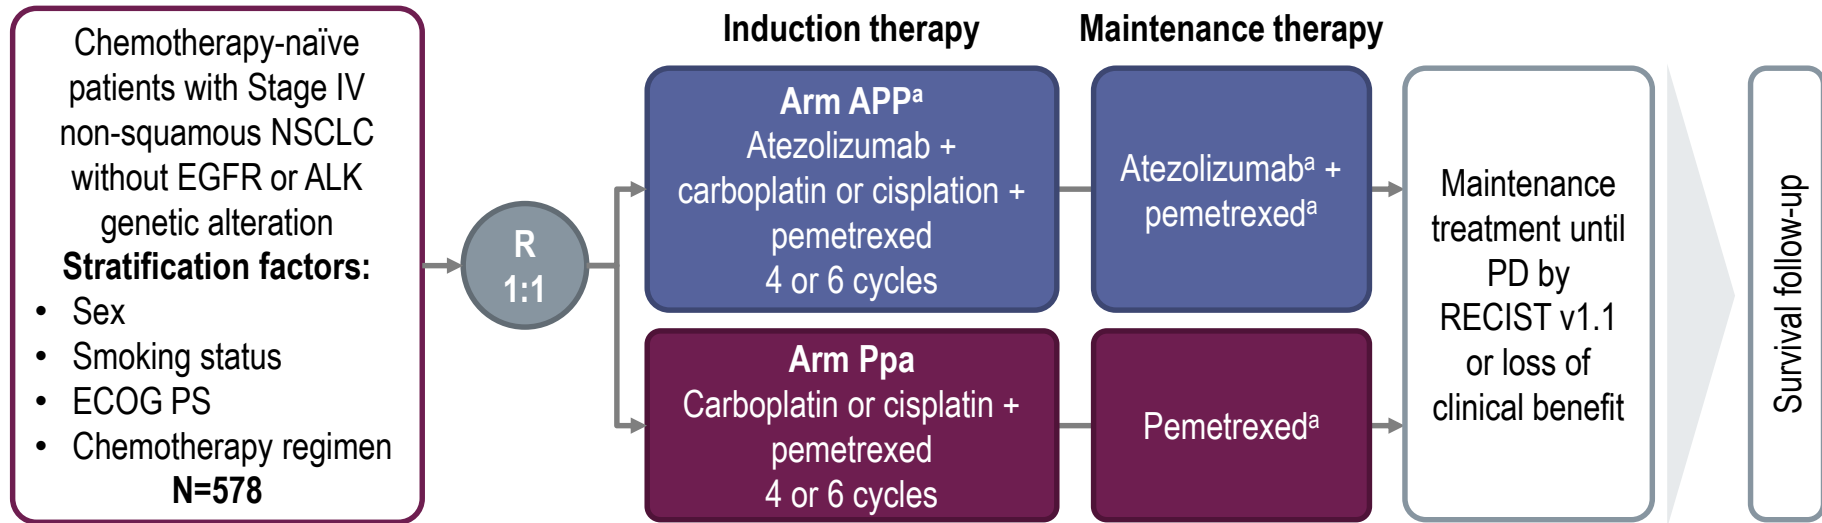 Chemotherapy-naïve
patients with Stage IV
non-squamous NSCLC
without EGFR or ALK
genetic alteration
Stratification factors:
• Sex
• Smoking status
• ECOG PS
• Chemotherapy regimen
N=578
R
1:1
Induction therapy
Arm APPᵃ
Atezolizumab +
carboplatin or cisplation +
pemetrexed
4 or 6 cycles
Arm Ppa
Carboplatin or cisplatin +
pemetrexed
4 or 6 cycles
Maintenance therapy
Atezolizumabᵃ +
pemetrexedᵃ
Pemetrexedᵃ
Maintenance
treatment until
PD by
RECIST v1.1
or loss of
clinical benefit
Survival follow-up